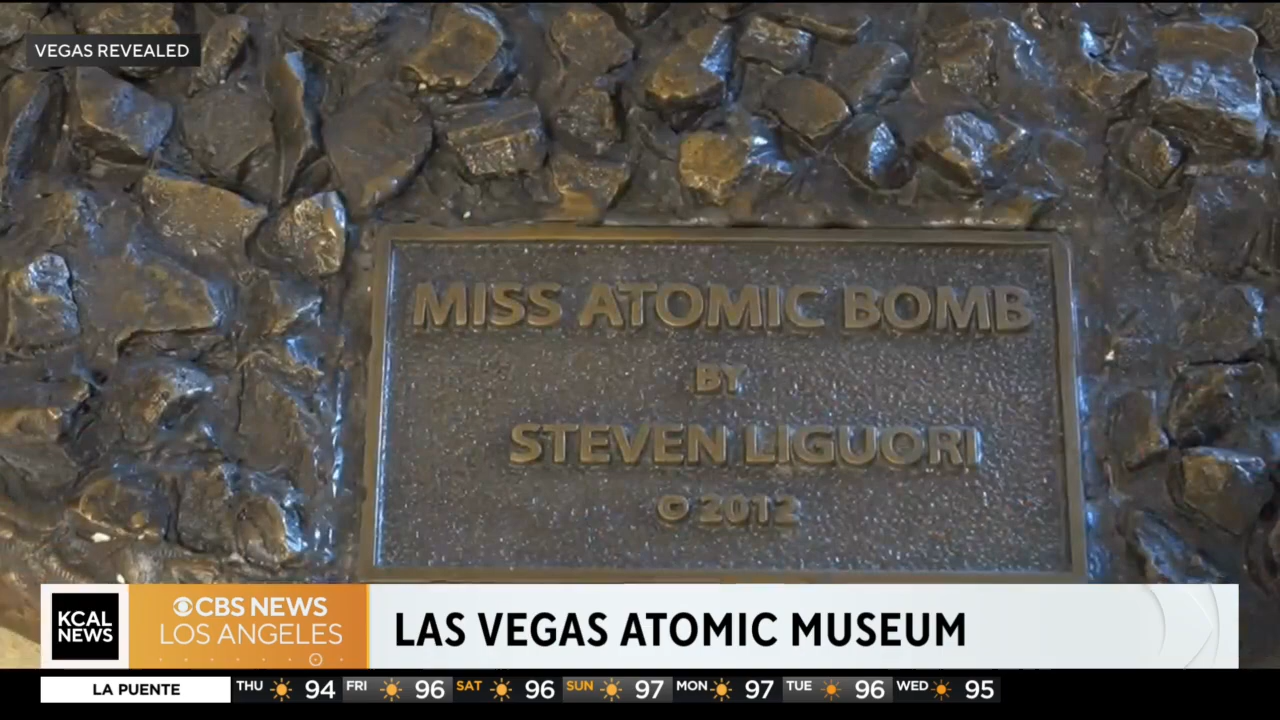 VEGAS REVEALED
MISS ATOMIC BOMB
BY
STEVEN LIGUORI
© 2012
KCAL
NEWS
CBS NEWS
LOS ANGELES
LAS VEGAS ATOMIC MUSEUM
LA PUENTE THU 94 FRI 96 SAT 96 SUN 97 MON 97 TUE 96 WED 95